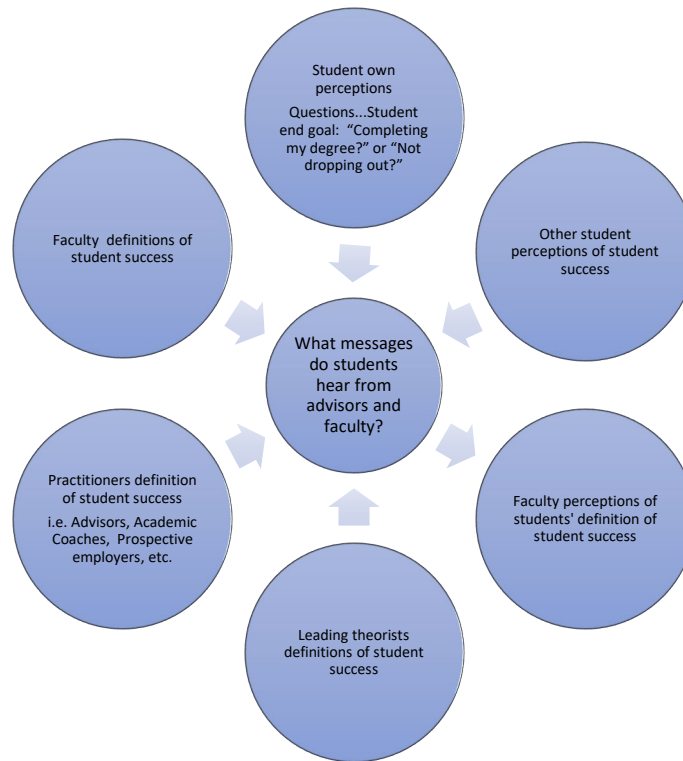 Student own
perceptions
Questions...Student
end goal:  “Completing
my degree?” or “Not
dropping out?”
Faculty  definitions of
student success
Other student
perceptions of student
success
What messages
do students
hear from
advisors and
faculty?
Practitioners definition
of student success
i.e. Advisors, Academic
Coaches,  Prospective
employers, etc.
Faculty perceptions of
students' definition of
student success
Leading theorists
definitions of student
success